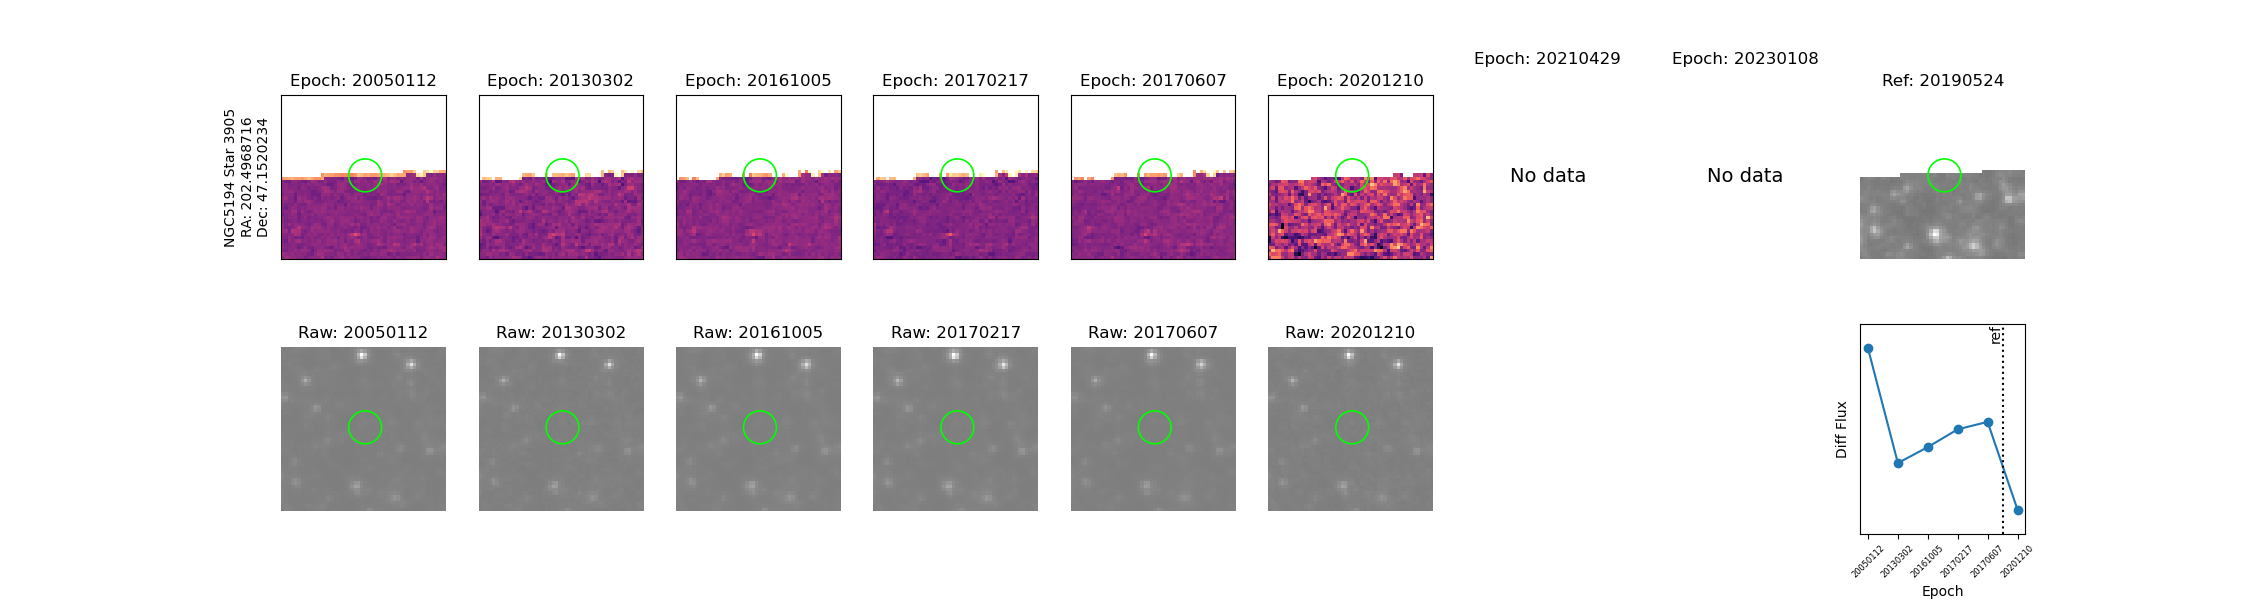 Epoch: 20050112
Epoch: 20130302
Epoch: 20161005
Epoch: 20170217
Epoch: 20170607
Epoch: 20201210
Epoch: 20210429
Epoch: 20230108
Ref: 20190524
NGC5194 Star 3905
RA: 202.4968716
Dec: 47.1520234
No data
No data
Raw: 20050112
Raw: 20130302
Raw: 20161005
Raw: 20170217
Raw: 20170607
Raw: 20201210
ref
Diff Flux
20050112
20130302
20161005
20170217
20170607
20201210
Epoch